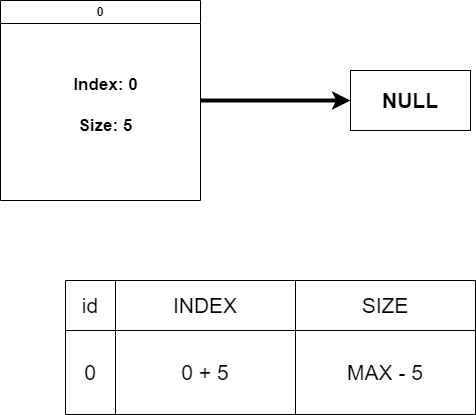 0
Index: 0
Size: 5
NULL
id INDEX SIZE
0 0 + 5 MAX - 5